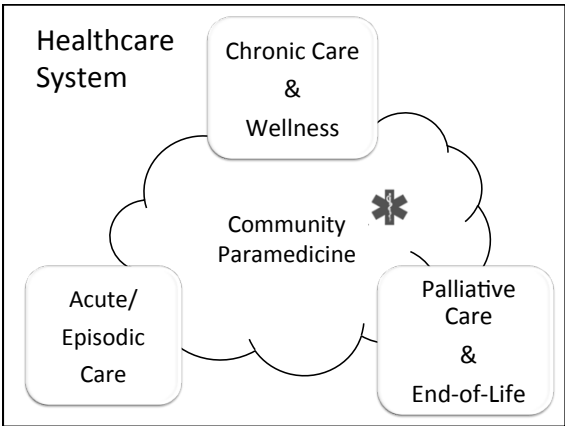 Healthcare
System
Chronic Care
&
Wellness
Community
Paramedicine
Acute/
Episodic
Care
Palliative
Care
&
End-of-Life